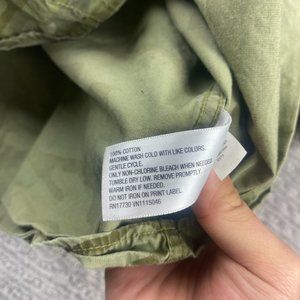 100% COTTON
MACHINE WASH COLD WITH LIKE COLORS.
GENTLE CYCLE.
ONLY NON-CHLORINE BLEACH WHEN NEEDED.
TUMBLE DRY LOW. REMOVE PROMPTLY.
WARM IRON IF NEEDED.
DO NOT IRON ON PRINT LABEL.
RN17730 VN1115046